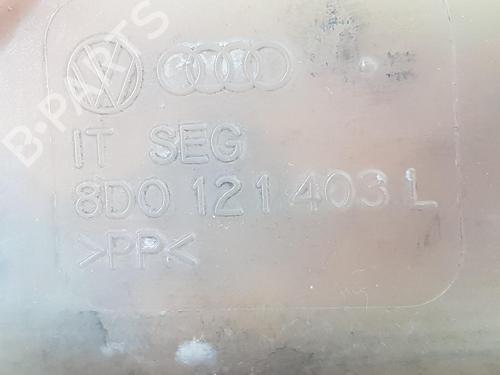 B-PARTS
IT SEG
8D0 121 403 L
>PP<